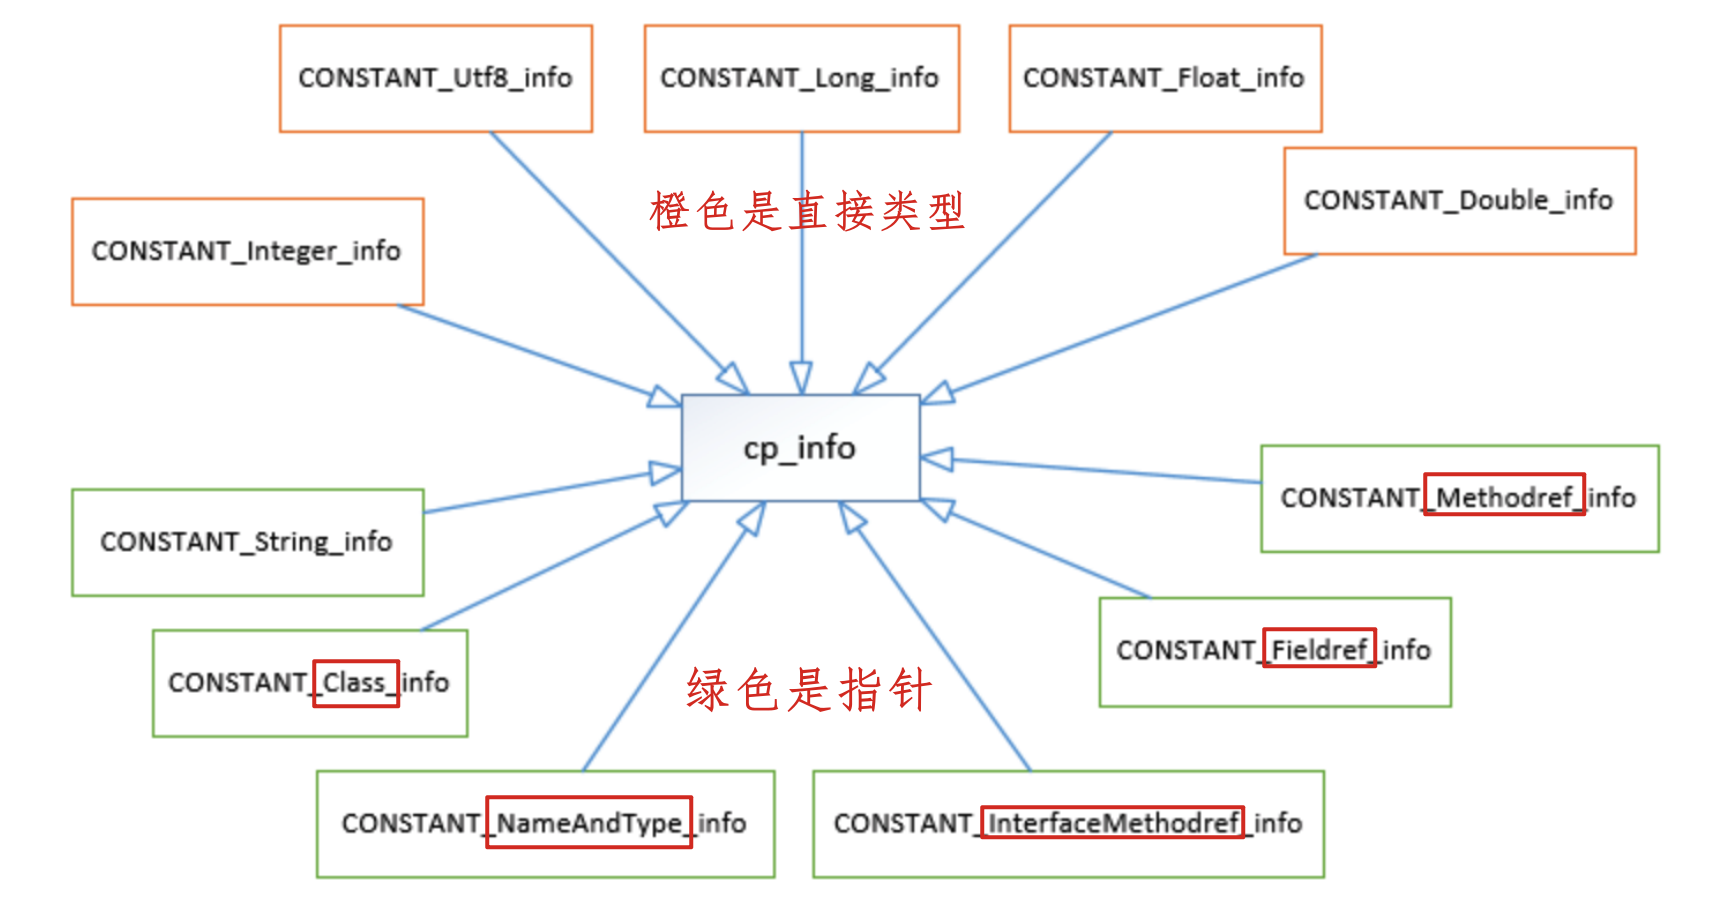 CONSTANT_Utf8_info
CONSTANT_Long_info
CONSTANT_Float_info
CONSTANT_Double_info
橙色是直接类型
CONSTANT_Integer_info
cp_info
CONSTANT_Methodref_info
CONSTANT_String_info
CONSTANT_Fieldref_info
CONSTANT_Class_info
绿色是指针
CONSTANT_NameAndType_info
CONSTANT_InterfaceMethodref_info